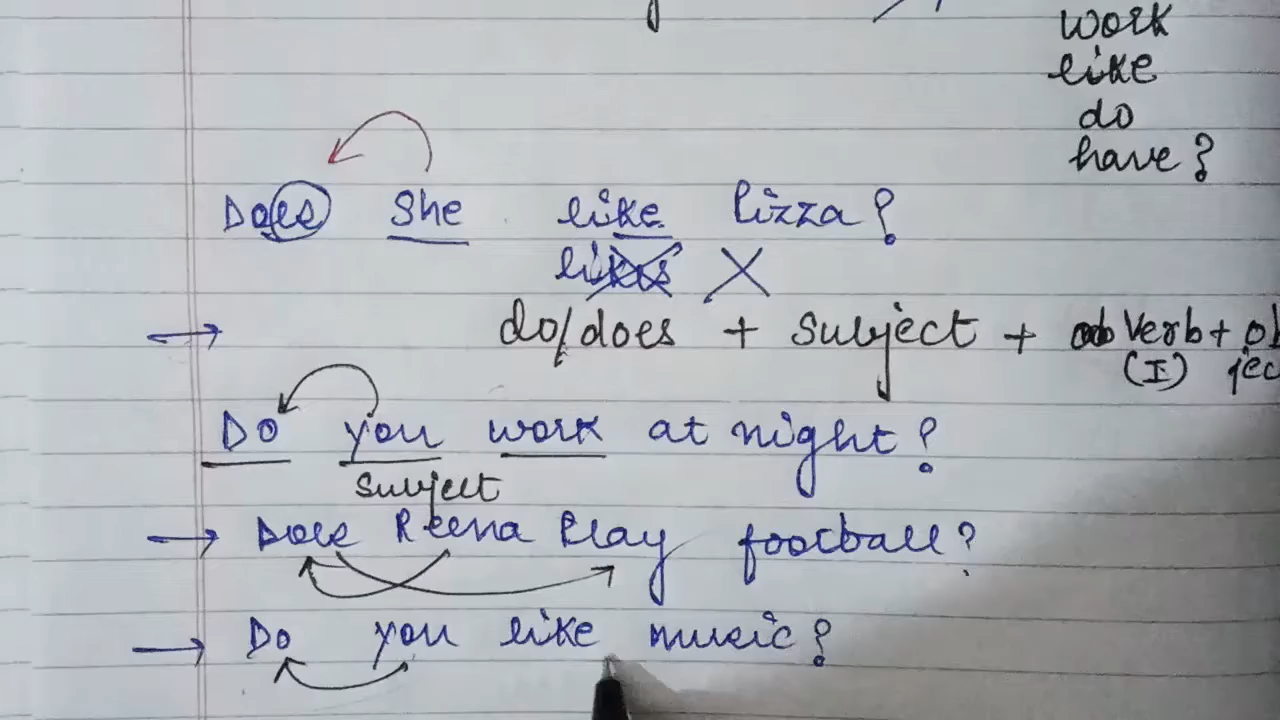 work
like
do
have?
Does She like Pizza?
likes
do/does + Subject + Verb + ob
(I) jec
Do you work at night?
Subject
Does Reena Play football?
Do you like music?